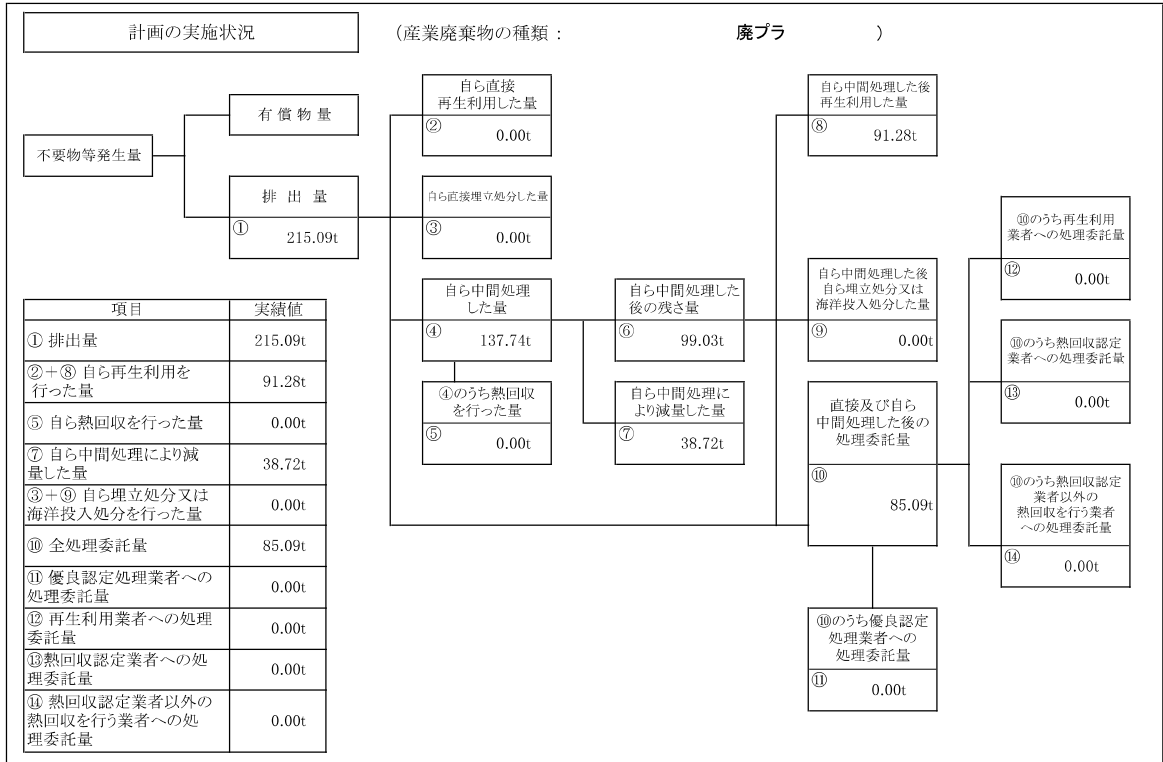 計画の実施状況
(産業廃棄物の種類： 廃プラ )
不要物等発生量
有償物量
排出量
① 215.09t
自ら直接
再生利用した量
② 0.00t
自ら直接埋立処分した量
③ 0.00t
自ら中間処理
した量
④ 137.74t
④のうち熱回収
を行った量
⑤ 0.00t
自ら中間処理した
後の残さ量
⑥ 99.03t
自ら中間処理に
より減量した量
⑦ 38.72t
自ら中間処理した後
再生利用した量
⑧ 91.28t
自ら中間処理した後
自ら埋立処分又は
海洋投入処分した量
⑨ 0.00t
直接及び自ら
中間処理した後の
処理委託量
⑩ 85.09t
⑩のうち優良認定
処理業者への
処理委託量
⑪ 0.00t
⑩のうち再生利用
業者への処理委託量
⑫ 0.00t
⑩のうち熱回収認定
業者への処理委託量
⑬ 0.00t
⑩のうち熱回収認定
業者以外の
熱回収を行う業者
への処理委託量
⑭ 0.00t
項目 実績値
① 排出量 215.09t
②＋⑧ 自ら再生利用を
行った量 91.28t
⑤ 自ら熱回収を行った量 0.00t
⑦ 自ら中間処理により減
量した量 38.72t
③＋⑨ 自ら埋立処分又は
海洋投入処分を行った量 0.00t
⑩ 全処理委託量 85.09t
⑪ 優良認定処理業者への
処理委託量 0.00t
⑫ 再生利用業者への処理
委託量 0.00t
⑬熱回収認定業者への処
理委託量 0.00t
⑭ 熱回収認定業者以外の
熱回収を行う業者への処
理委託量 0.00t